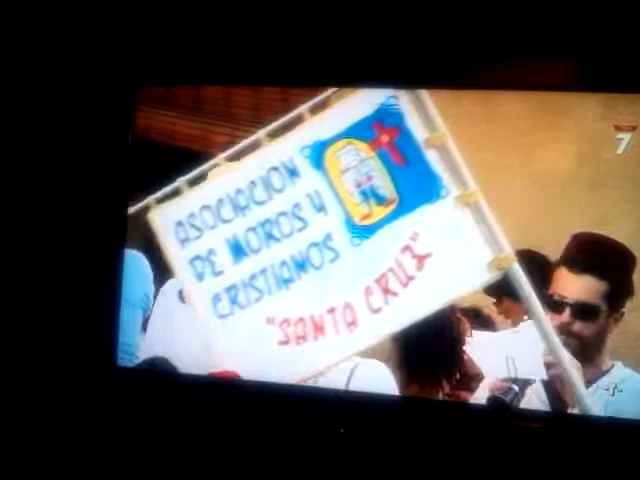 ASOCIACION
DE MOROS Y
CRISTIANOS
"SANTA CRUZ"
7